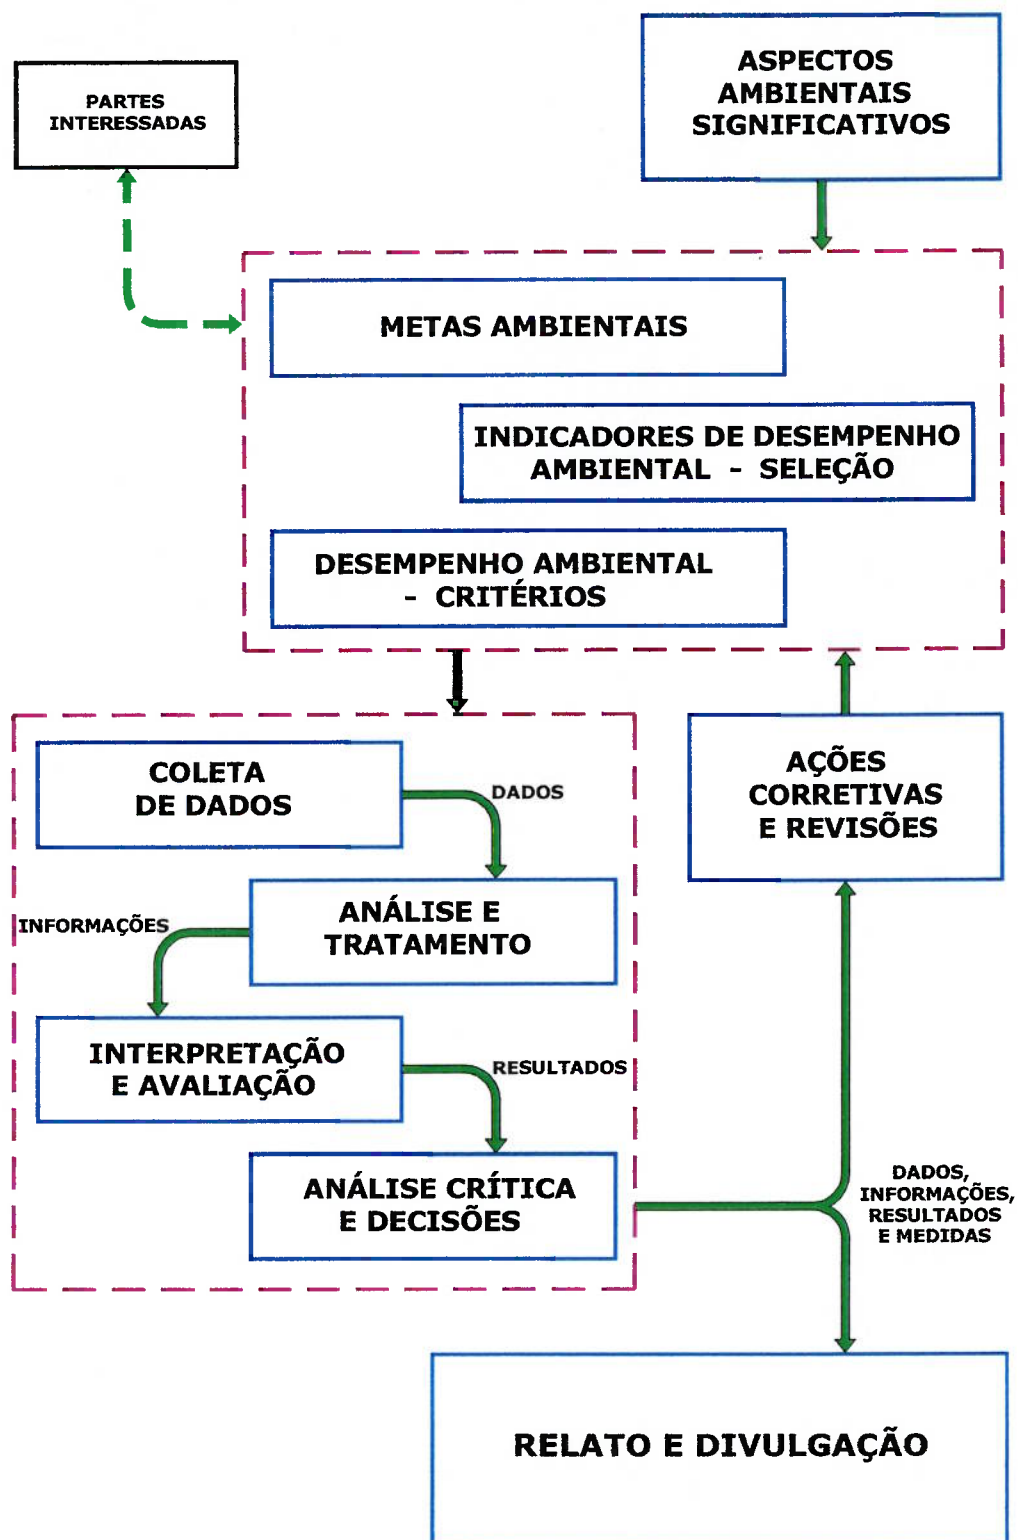 PARTES
INTERESSADAS
ASPECTOS
AMBIENTAIS
SIGNIFICATIVOS
METAS AMBIENTAIS
INDICADORES DE DESEMPENHO
AMBIENTAL - SELEÇÃO
DESEMPENHO AMBIENTAL
- CRITÉRIOS
COLETA
DE DADOS
DADOS
ANÁLISE E
TRATAMENTO
INFORMAÇÕES
INTERPRETAÇÃO
E AVALIAÇÃO
RESULTADOS
ANÁLISE CRÍTICA
E DECISÕES
AÇÕES
CORRETIVAS
E REVISÕES
DADOS,
INFORMAÇÕES,
RESULTADOS
E MEDIDAS
RELATO E DIVULGAÇÃO